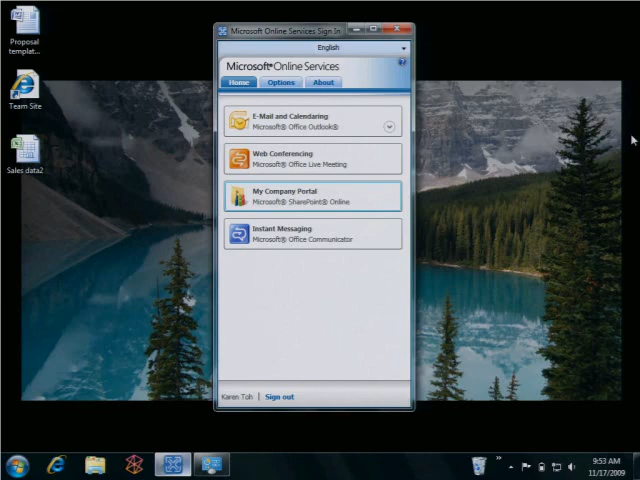 Proposal
templat...
Team Site
Sales data2
Microsoft Online Services Sign In
English
Microsoft® Online Services
Home Options About
E-Mail and Calendaring
Microsoft® Office Outlook®
Web Conferencing
Microsoft® Office Live Meeting
My Company Portal
Microsoft® SharePoint® Online
Instant Messaging
Microsoft® Office Communicator
Karen Toh | Sign out
9:53 AM
11/17/2009